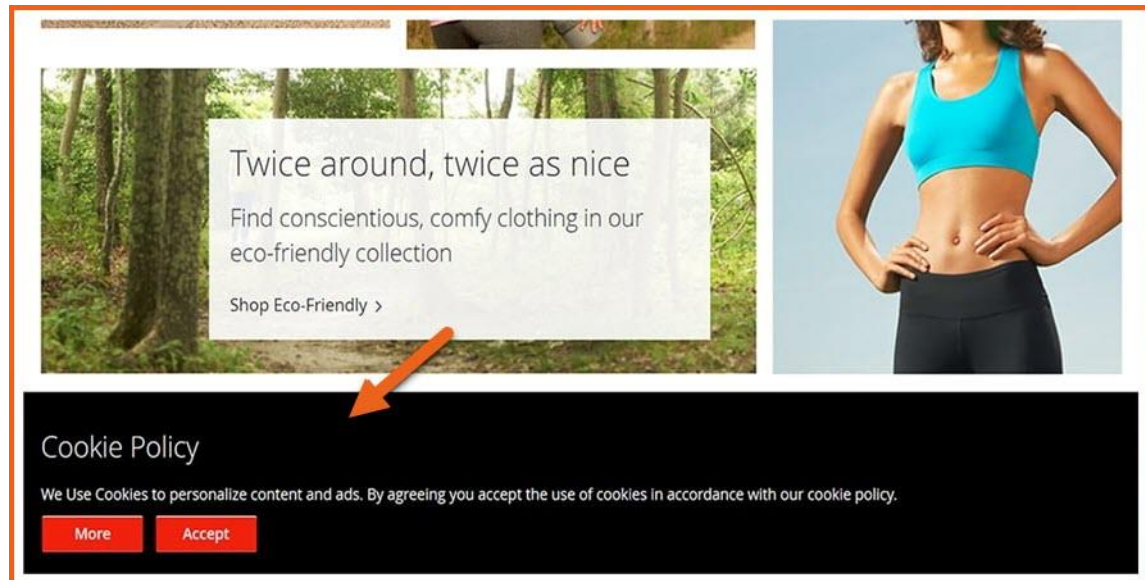 Twice around, twice as nice
Find conscientious, comfy clothing in our
eco-friendly collection
Shop Eco-Friendly >
Cookie Policy
We Use Cookies to personalize content and ads. By agreeing you accept the use of cookies in accordance with our cookie policy.
More
Accept